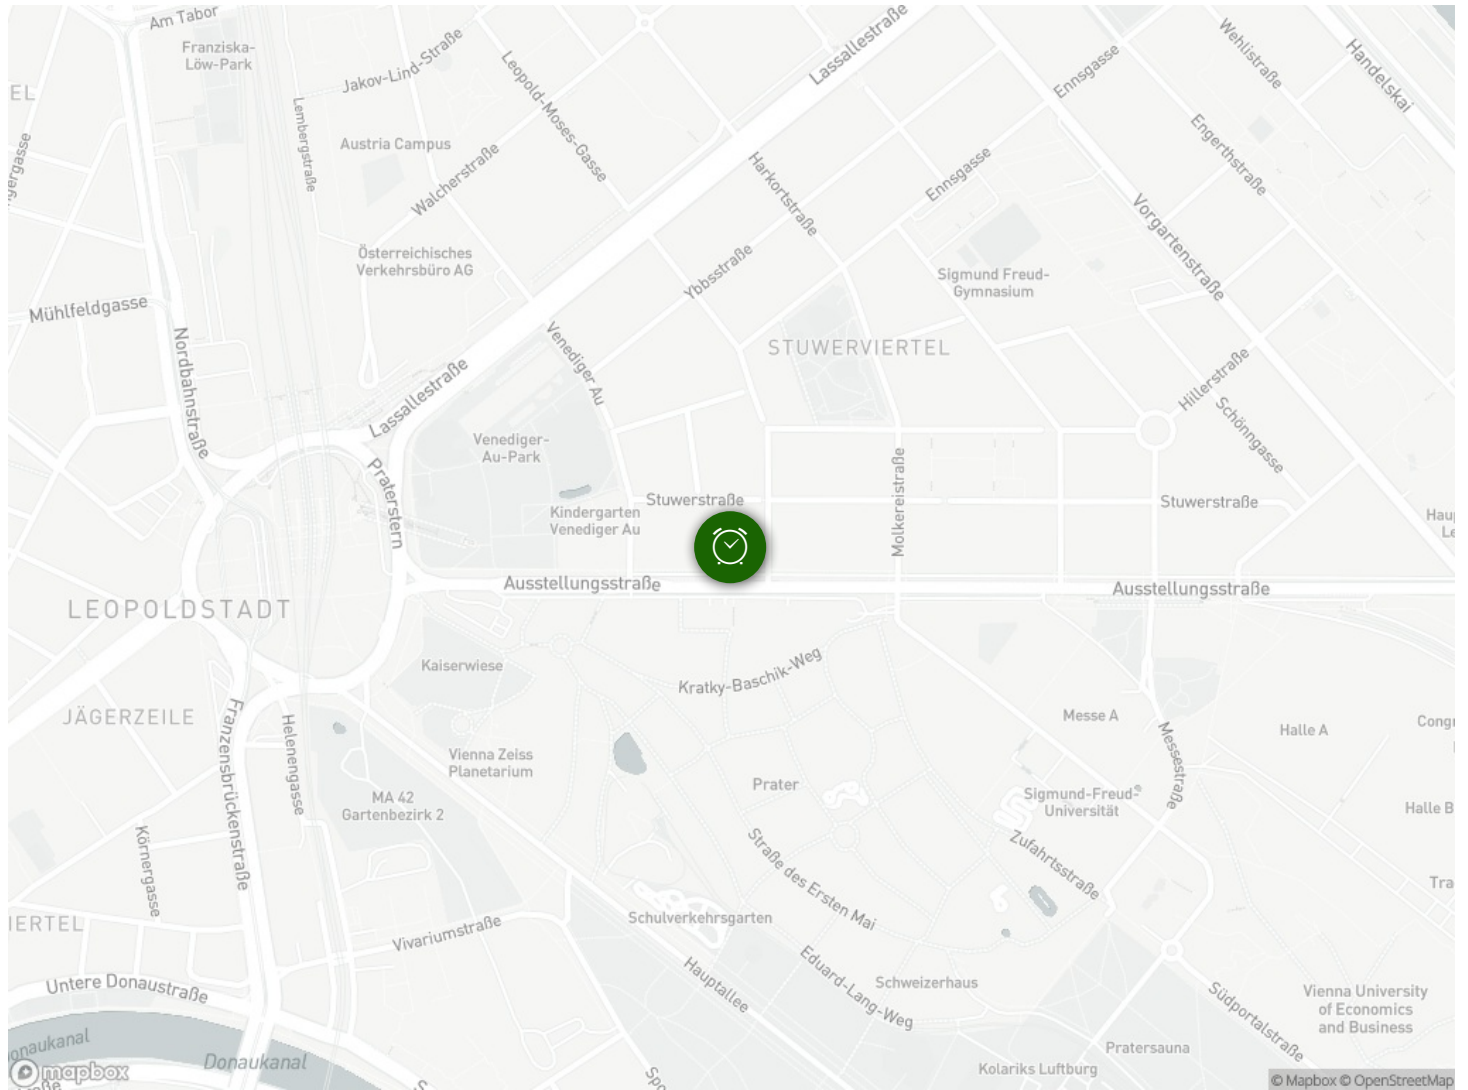 Am Tabor
Franziska-
Löw-Park
Jakov-Lind-Straße
Leopold-Moses-Gasse
Lassallestraße
Ennsgasse
Wehlistraße
Handelskai
EL
Lembergstraße
Austria Campus
Walcherstraße
Harkortstraße
Ennsgasse
Engerthstraße
Vorgartenstraße
Österreichisches
Verkehrsbüro AG
Ybbsstraße
Sigmund Freud-
Gymnasium
Mühlfeldgasse
Nordbahnstraße
Venediger Au
STUWERVIERTEL
Lassallestraße
Hillerstraße
Schönngasse
Venediger-
Au-Park
Praterstern
Molkereistraße
Stuwerstraße
Stuwerstraße
Kindergarten
Venediger Au
Hau
Le
Ausstellungsstraße
Ausstellungsstraße
LEOPOLDSTADT
Kaiserwiese
Kratky-Baschik-Weg
JÄGERZEILE
Franzensbrückenstraße
Helenengasse
Messe A
Messestraße
Halle A
Cong
Vienna Zeiss
Planetarium
Prater
MA 42
Gartenbezirk 2
Sigmund-Freud-
Universität
Halle B
Körnergasse
Straße des Ersten Mai
Zufahrtsstraße
Tra
IERTEL
Vivariumstraße
Schulverkehrsgarten
Hauptallee
Eduard-Lang-Weg
Schweizerhaus
Untere Donaustraße
Südportalstraße
Vienna University
of Economics
and Business
Pratersauna
onaukanal
Donaukanal
Kolariks Luftburg
mapbox
© Mapbox © OpenStreetMap